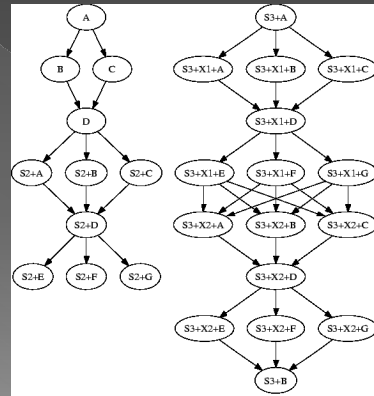 A
B C
D
S2+A S2+B S2+C
S2+D
S2+E S2+F S2+G
S3+A
S3+X1+A S3+X1+B S3+X1+C
S3+X1+D
S3+X1+E S3+X1+F S3+X1+G
S3+X2+A S3+X2+B S3+X2+C
S3+X2+D
S3+X2+E S3+X2+F S3+X2+G
S3+B